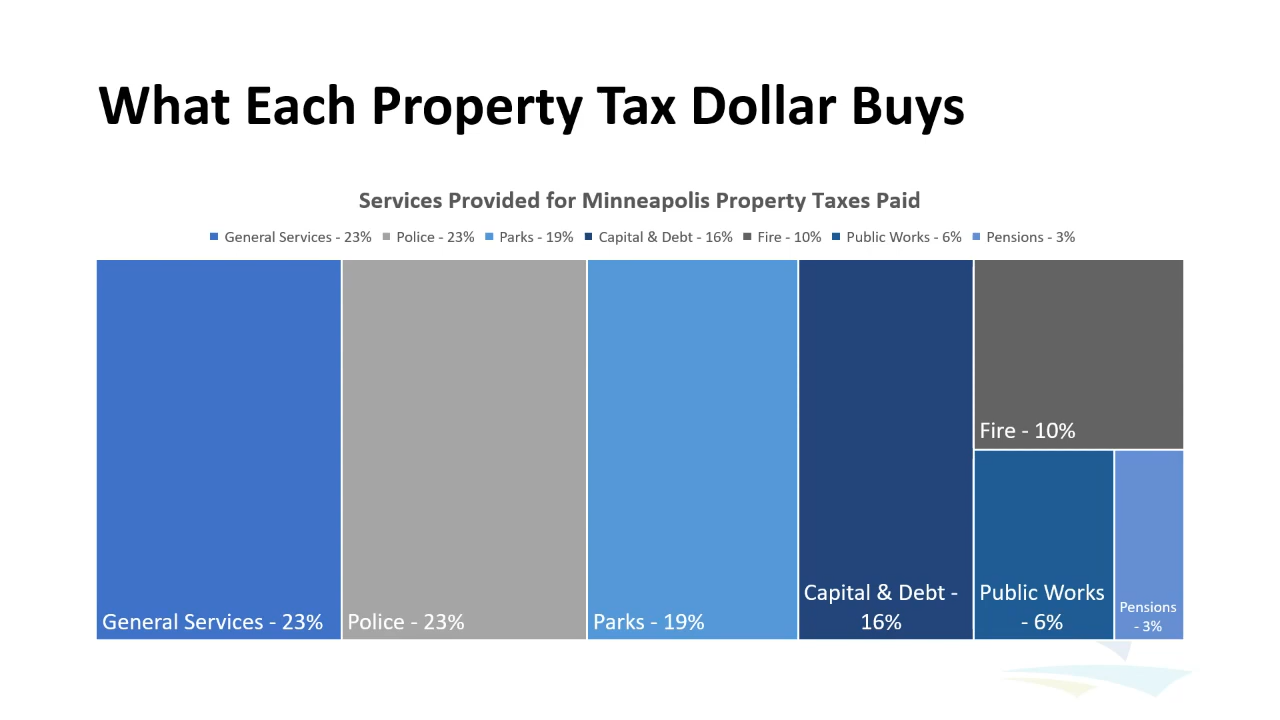 What Each Property Tax Dollar Buys
Services Provided for Minneapolis Property Taxes Paid
General Services - 23% Police - 23% Parks - 19% Capital & Debt - 16% Fire - 10% Public Works - 6% Pensions - 3%
General Services - 23%
Police - 23%
Parks - 19%
Capital & Debt -
16%
Fire - 10%
Public Works
- 6%
Pensions
- 3%